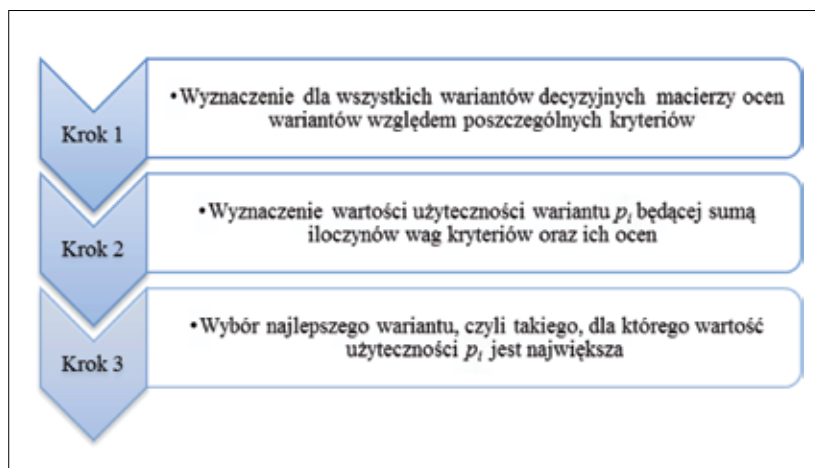 Krok 1
•Wyznaczenie dla wszystkich wariantów decyzyjnych macierzy ocen
wariantów względem poszczególnych kryteriów
Krok 2
•Wyznaczenie wartości użyteczności wariantu pᵢ będącej sumą
iloczynów wag kryteriów oraz ich ocen
Krok 3
•Wybór najlepszego wariantu, czyli takiego, dla którego wartość
użyteczności pᵢ jest największa